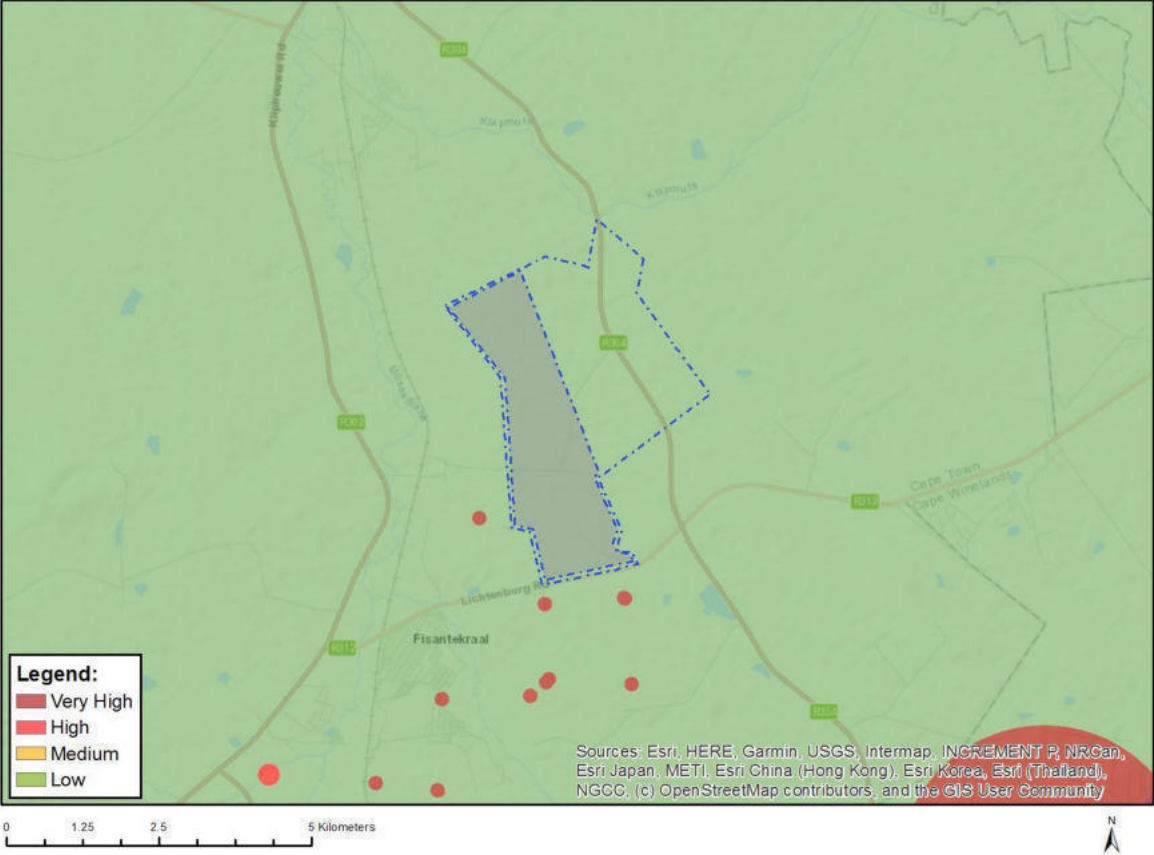 R304
Klipheuwel Rd
Klapmuts
Klapmuts
R304
R302
Mosselbank
Cape Town
Cape Winelands
R312
Lichtenburg Rd
Fisantekraal
R312
R304
Legend:
Very High
High
Medium
Low
Sources: Esri, HERE, Garmin, USGS, Intermap, INCREMENT P, NRCan,
Esri Japan, METI, Esri China (Hong Kong), Esri Korea, Esri (Thailand),
NGCC, (c) OpenStreetMap contributors, and the GIS User Community
0 1.25 2.5 5 Kilometers
N